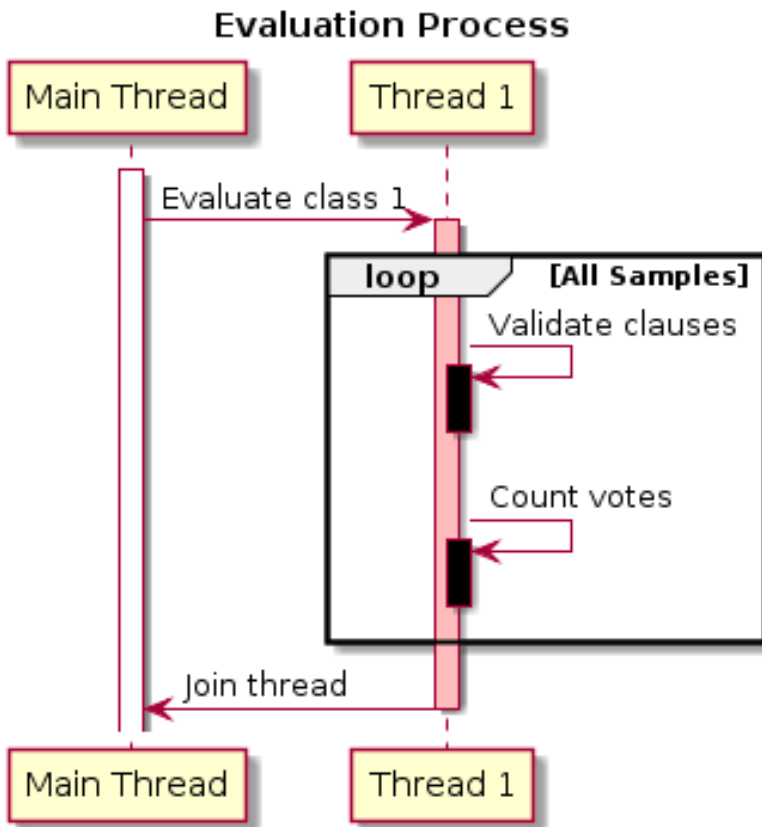 Evaluation Process
Main Thread
Thread 1
Evaluate class 1
loop
[All Samples]
Validate clauses
Count votes
Join thread
Main Thread
Thread 1